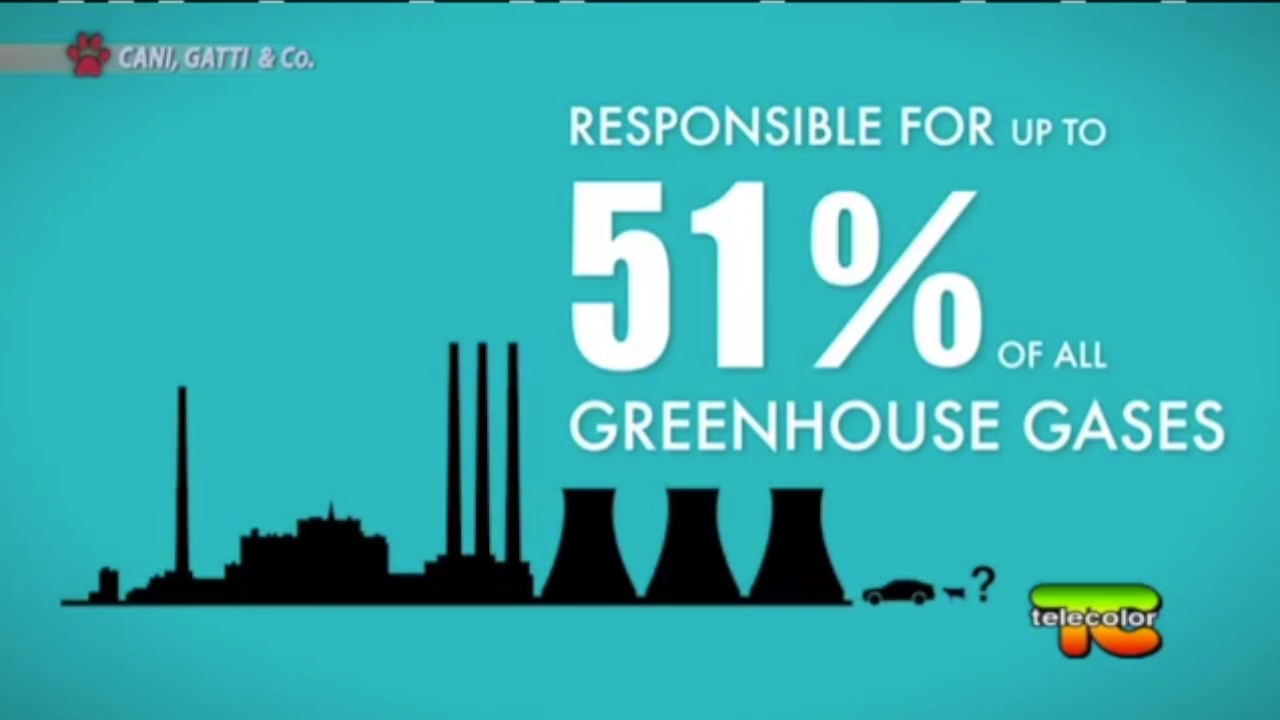 CANI, GATTI & Co.
RESPONSIBLE FOR UP TO
51%
OF ALL
GREENHOUSE GASES
?
telecolor